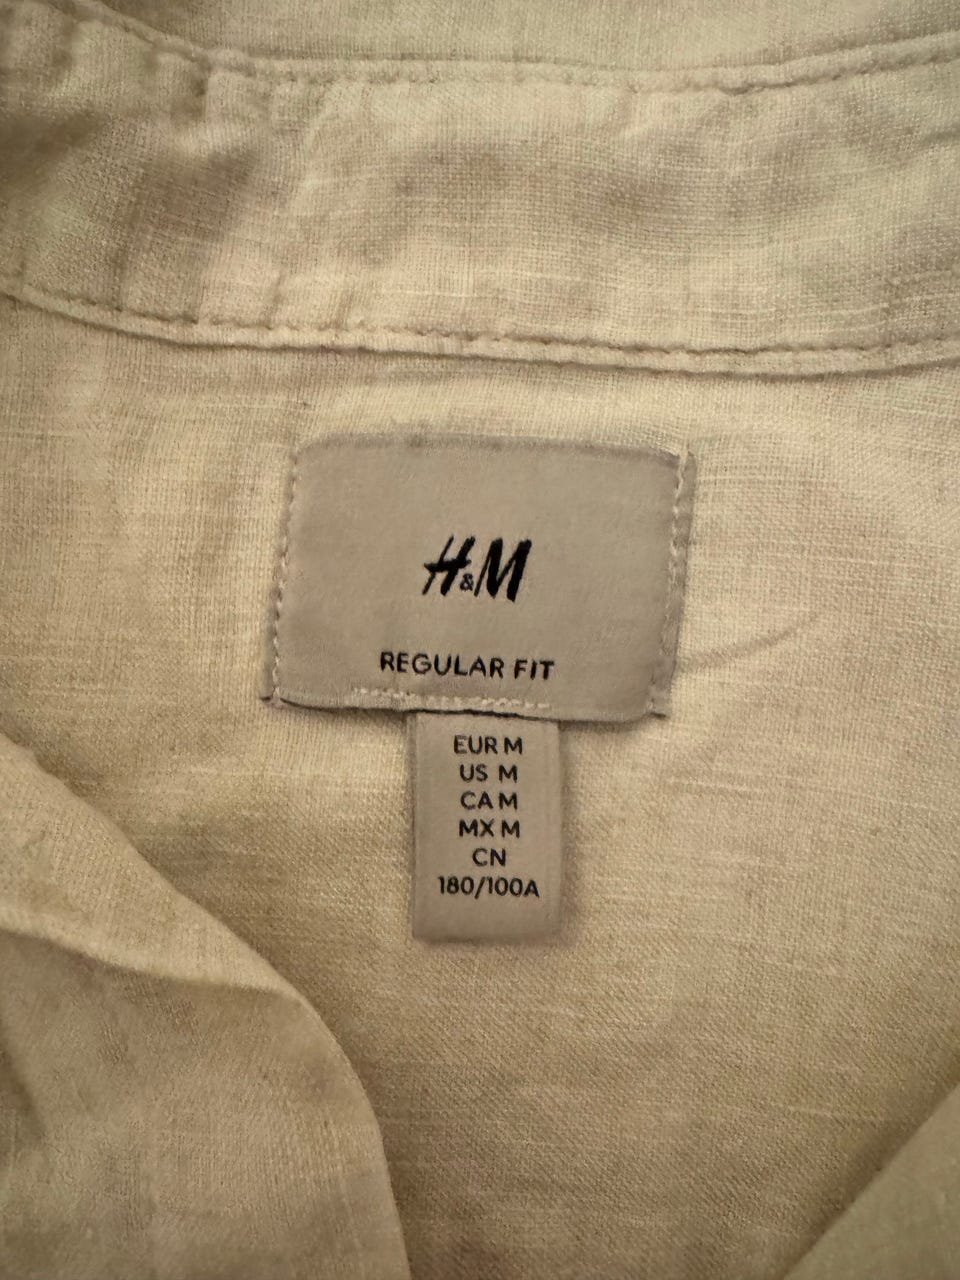 H&M
REGULAR FIT
EUR M
US M
CA M
MX M
CN
180/100A